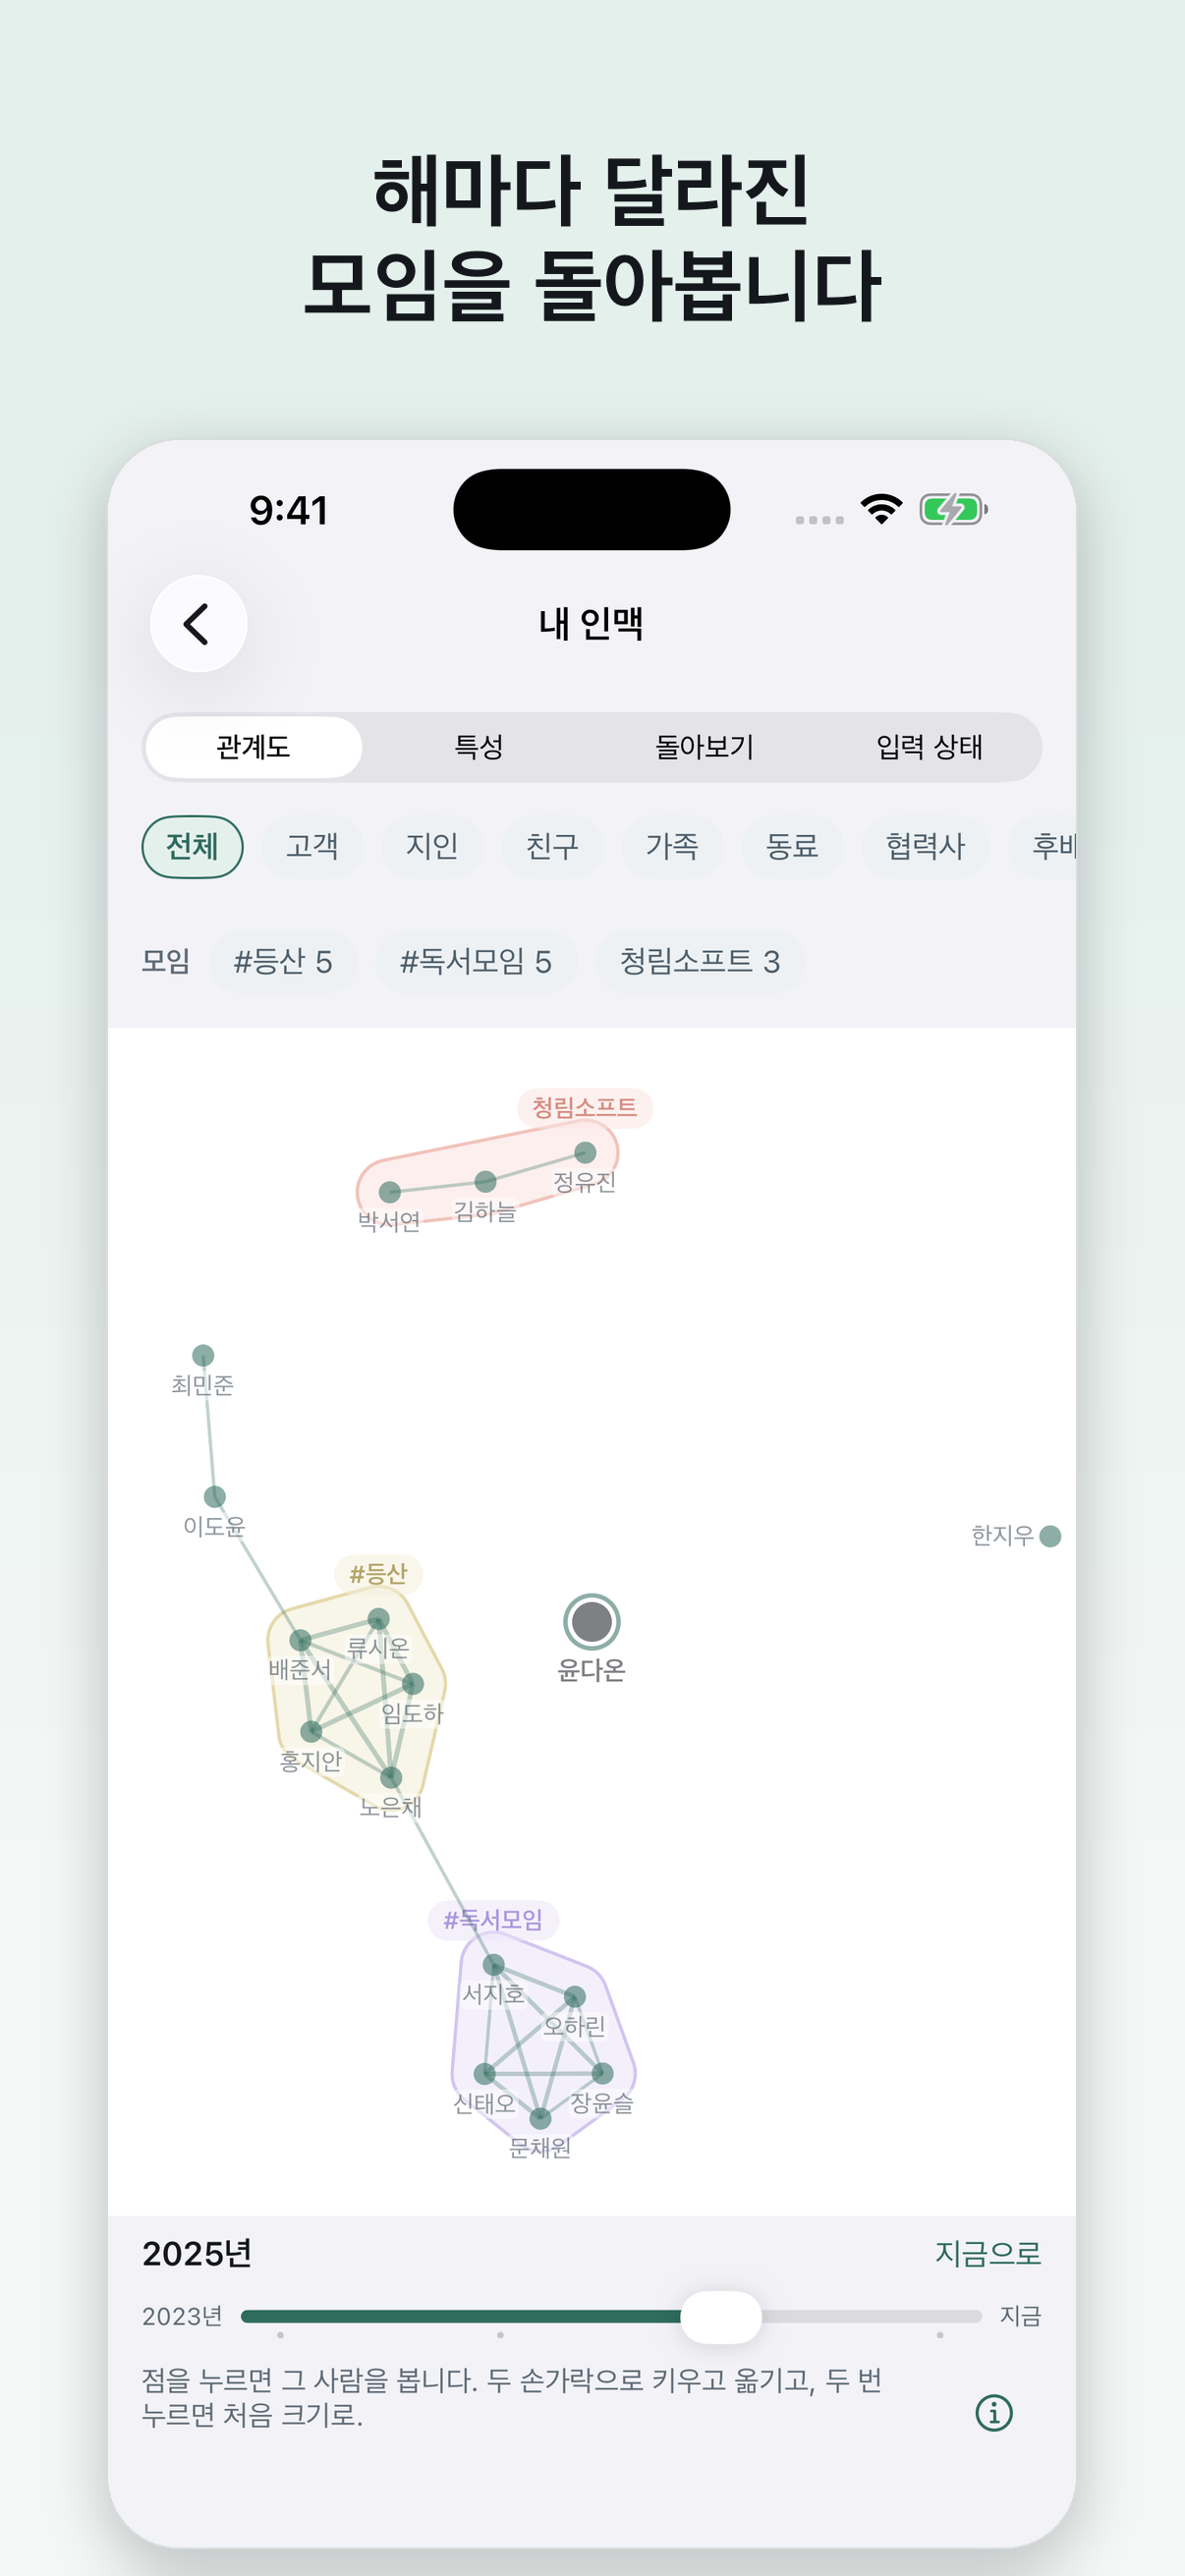 해마다 달라진
모임을 돌아봅니다
9:41
내 인맥
관계도 특성 돌아보기 입력 상태
전체 고객 지인 친구 가족 동료 협력사
모임 #등산 5 #독서모임 5 청림소프트 3
청림소프트
정유진
김하늘
박서연
최민준
이도윤
한지우
#등산
류시온
배준서
윤다온
임도하
홍지안
노은채
#독서모임
서지호
오하린
신태오 장윤슬
문채원
2025년 지금으로
2023년 지금
점을 누르면 그 사람을 봅니다. 두 손가락으로 키우고 옮기고, 두 번
누르면 처음 크기로.